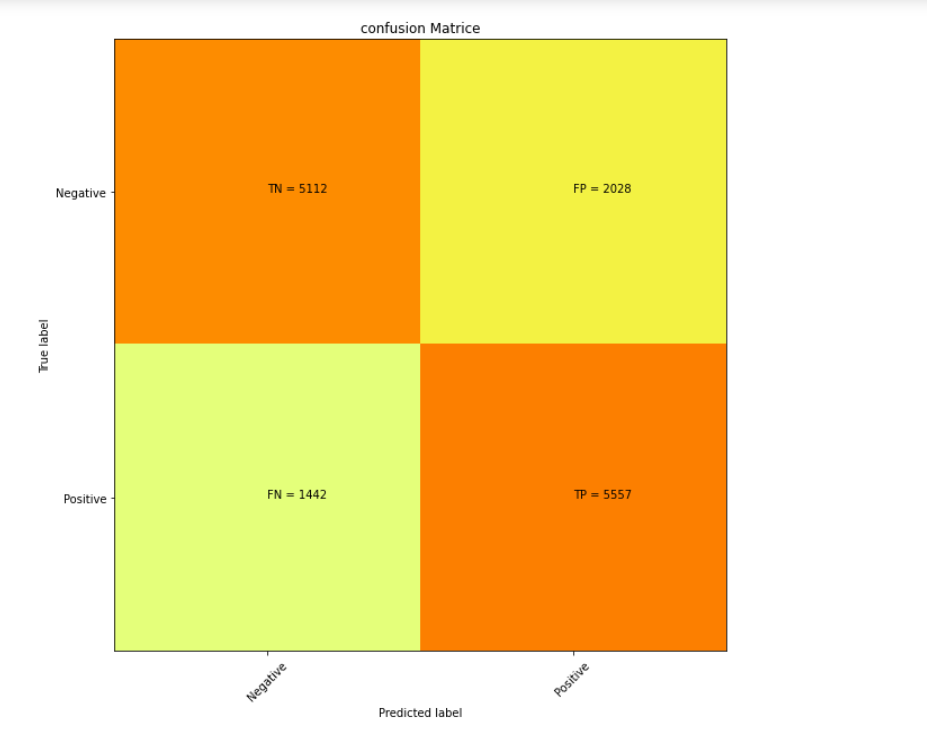 confusion Matrice
Negative
TN = 5112
FP = 2028
True label
Positive
FN = 1442
TP = 5557
Negative
Positive
Predicted label